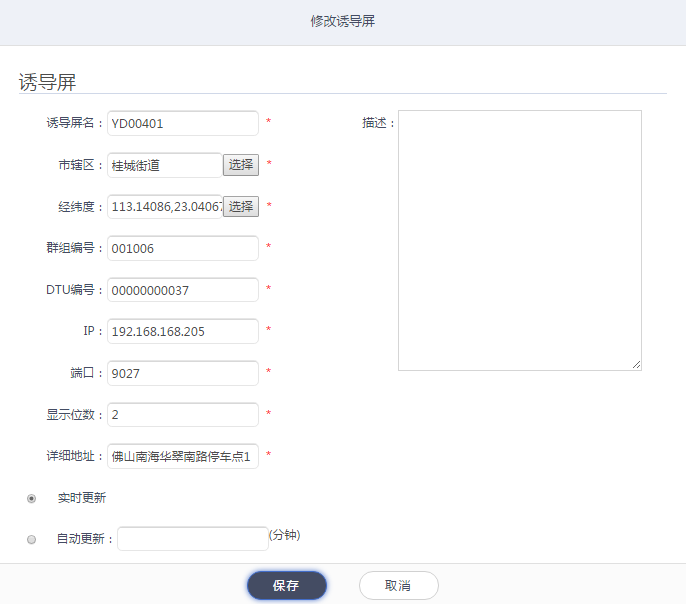 修改诱导屏
诱导屏
诱导屏名： YD00401 * 描述：
市辖区： 桂城街道 选择 *
经纬度： 113.14086,23.04067 选择 *
群组编号： 001006 *
DTU编号： 00000000037 *
IP： 192.168.168.205 *
端口： 9027 *
显示位数： 2 *
详细地址： 佛山南海华翠南路停车点1 *
实时更新
自动更新： (分钟)
保存 取消